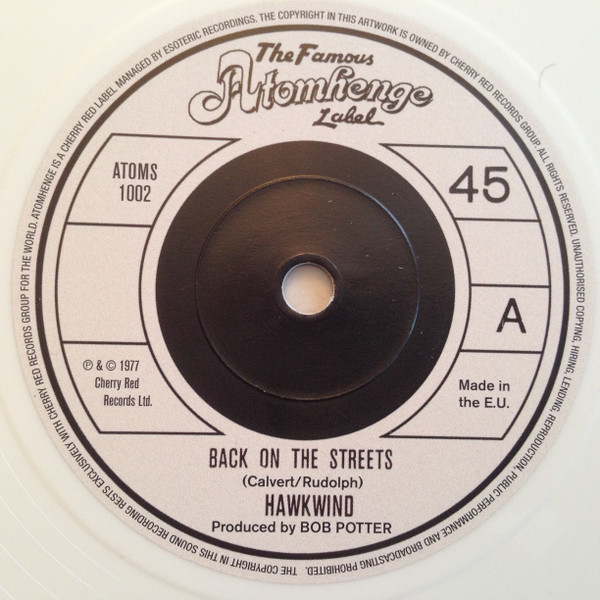 The Famous
Atomhenge
Label
ATOMS
1002
45
A
℗ & © 1977
Cherry Red
Records Ltd.
Made in
the E.U.
BACK ON THE STREETS
(Calvert/Rudolph)
HAWKWIND
Produced by BOB POTTER
THE COPYRIGHT IN THIS SOUND RECORDING RESTS EXCLUSIVELY WITH CHERRY RED RECORDS GROUP FOR THE WORLD. ATOMHENGE IS A CHERRY RED LABEL MANAGED BY ESOTERIC RECORDINGS. THE COPYRIGHT IN THIS ARTWORK IS OWNED BY CHERRY RED RECORDS GROUP. ALL RIGHTS RESERVED. UNAUTHORISED COPYING, HIRING, LENDING, REPRODUCTION, PUBLIC PERFORMANCE AND BROADCASTING PROHIBITED.